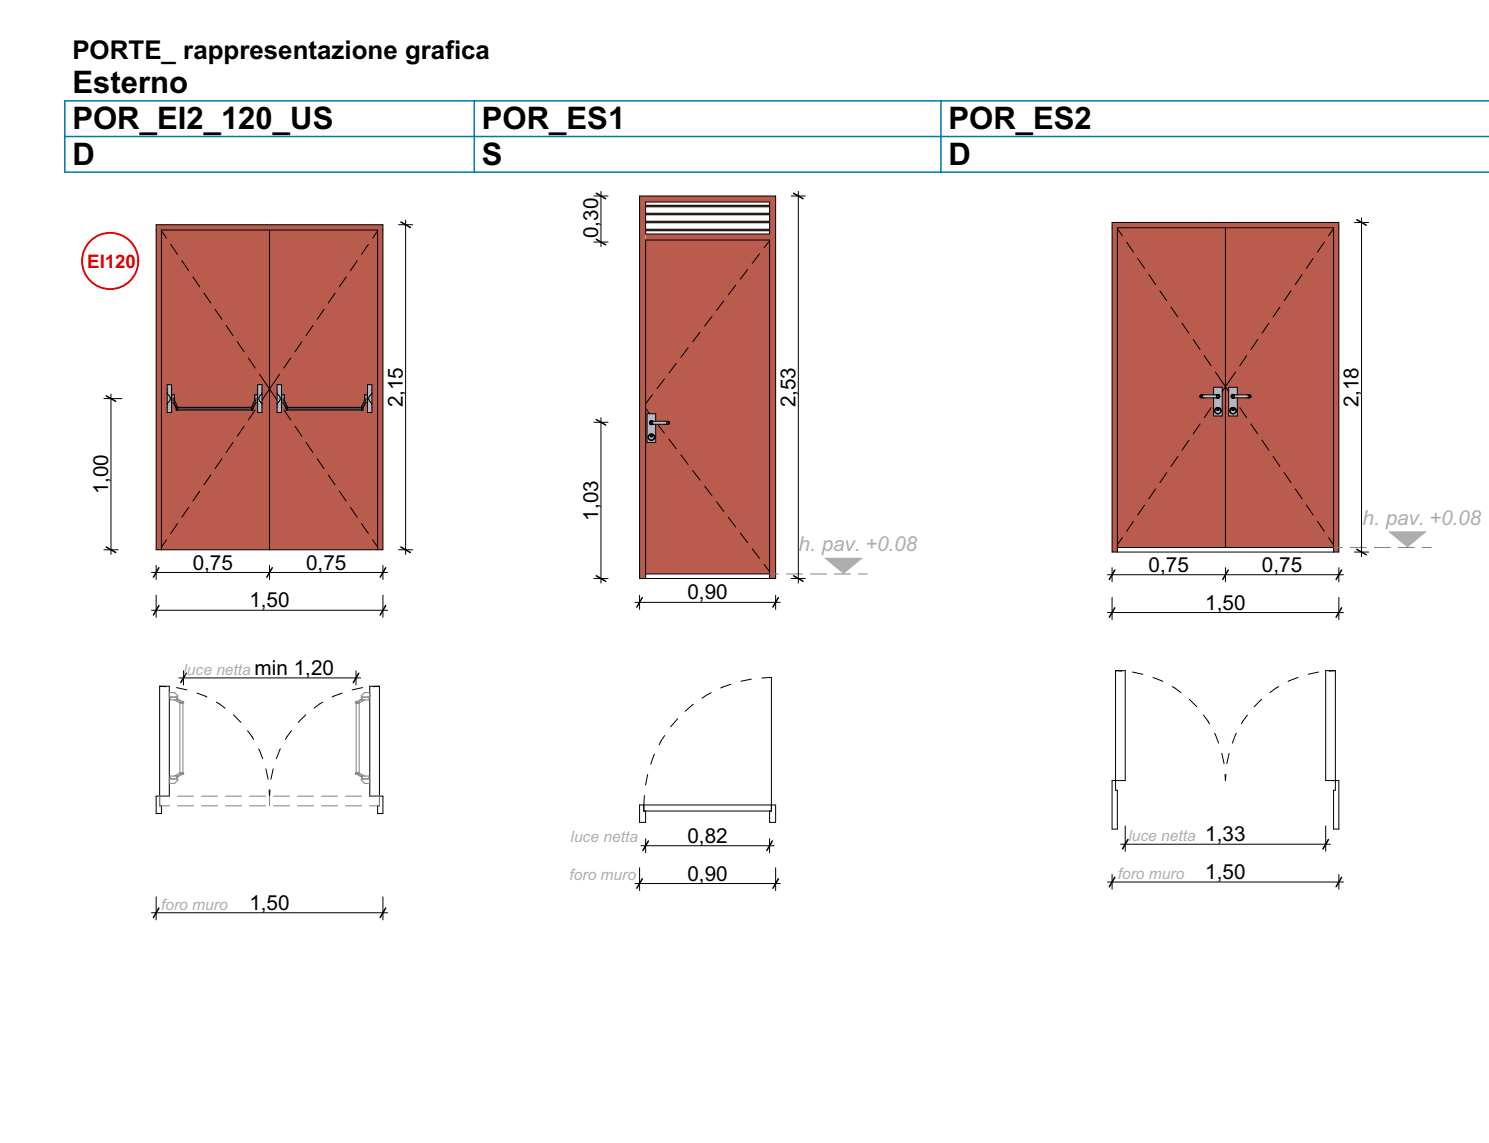 PORTE_ rappresentazione grafica
Esterno
POR_EI2_120_US
POR_ES1
POR_ES2
D
S
D
EI120
2,15
1,00
0,75
0,75
1,50
luce netta min 1,20
foro muro 1,50
0,30
2,53
1,03
h. pav. +0.08
0,90
luce netta 0,82
foro muro 0,90
2,18
h. pav. +0.08
0,75
0,75
1,50
luce netta 1,33
foro muro 1,50